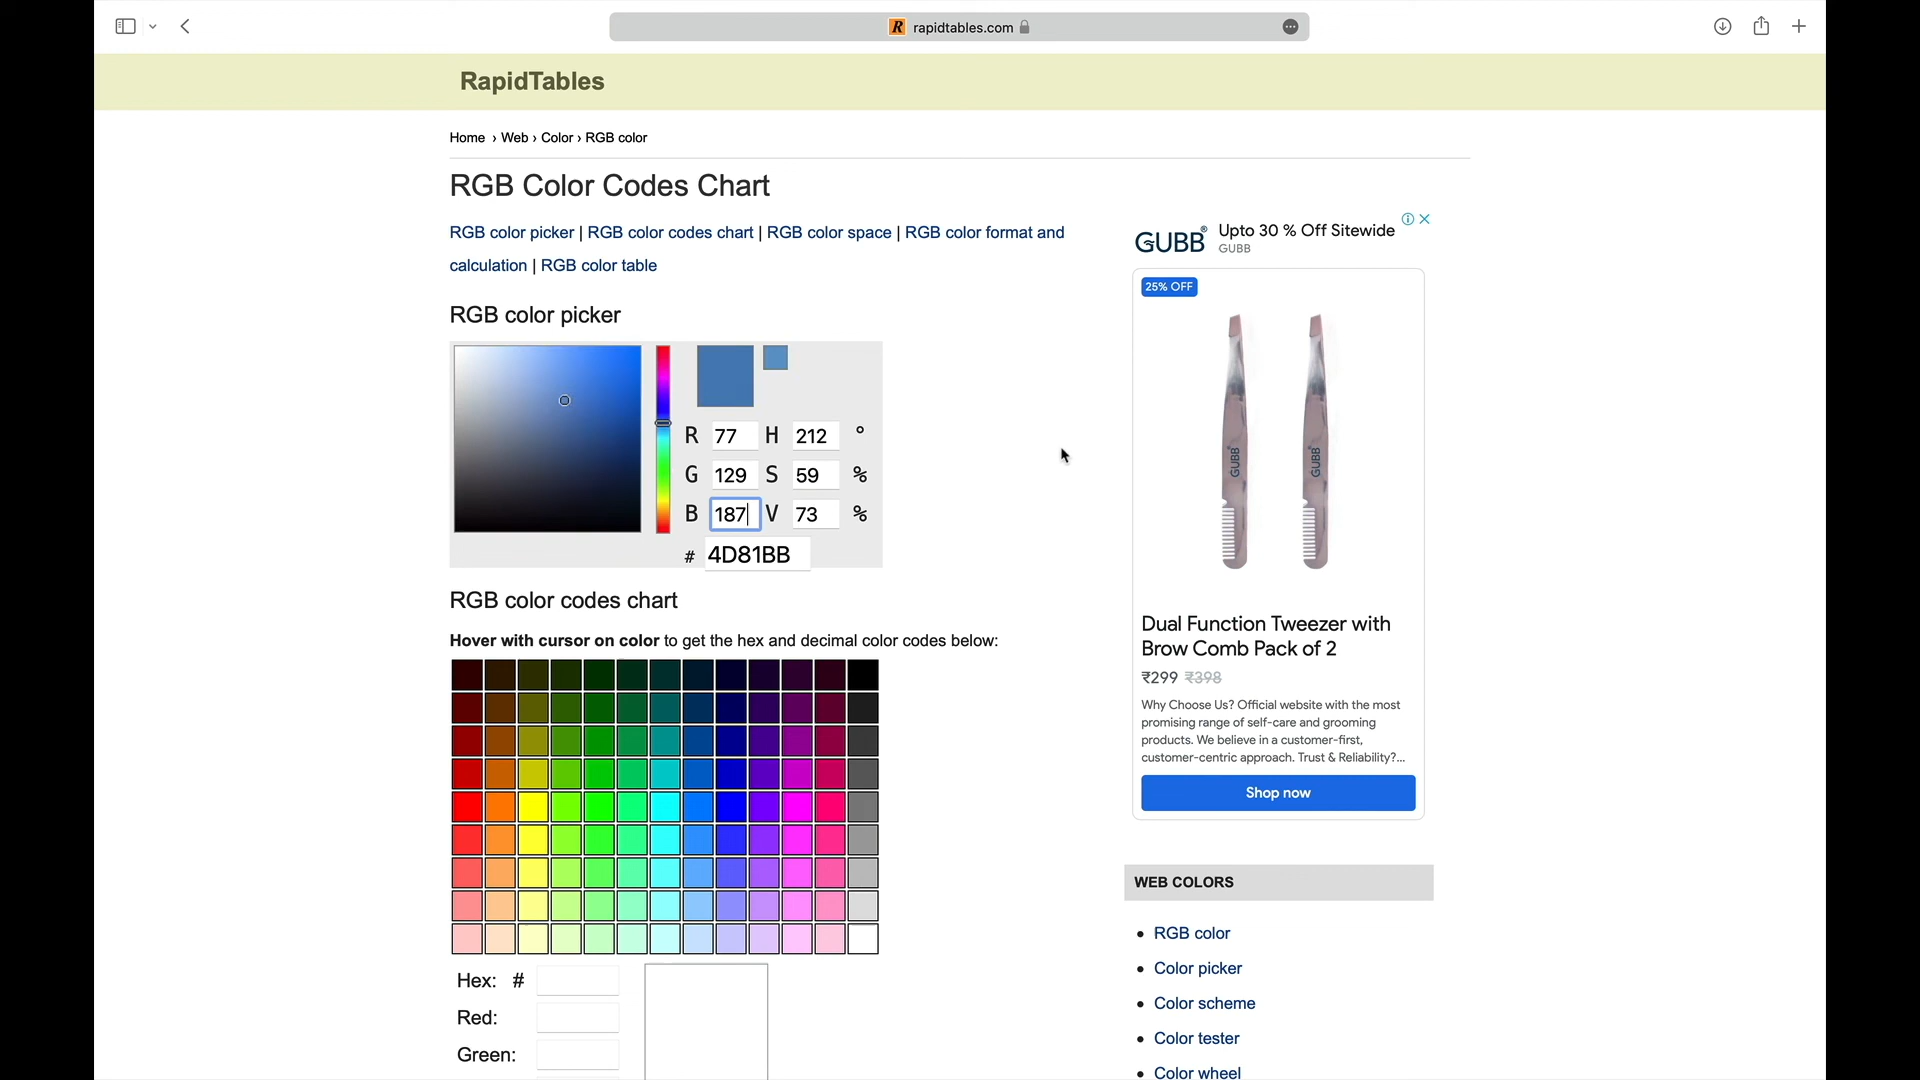 rapidtables.com
RapidTables
Home › Web › Color › RGB color
RGB Color Codes Chart
RGB color picker | RGB color codes chart | RGB color space | RGB color format and
calculation | RGB color table
RGB color picker
R 77 H 212 °
G 129 S 59 %
B 187 V 73 %
# 4D81BB
RGB color codes chart
Hover with cursor on color to get the hex and decimal color codes below:
Hex: #
Red:
Green:
GUBB®
Upto 30 % Off Sitewide
GUBB
25% OFF
GUBB GUBB
Dual Function Tweezer with
Brow Comb Pack of 2
₹299 ₹398
Why Choose Us? Official website with the most
promising range of self-care and grooming
products. We believe in a customer-first,
customer-centric approach. Trust & Reliability?...
Shop now
WEB COLORS
• RGB color
• Color picker
• Color scheme
• Color tester
• Color wheel